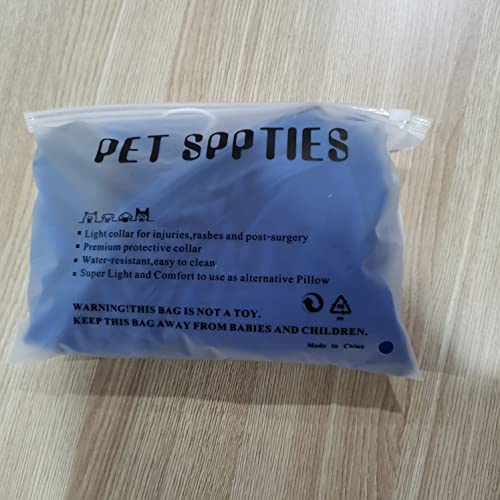 PET SPPTIES
▪ Light collar for injuries,rashes and post-surgery
▪ Premium protective collar
▪ Water-resistant,easy to clean
▪ Super Light and Comfort to use as alternative Pillow
WARNING!THIS BAG IS NOT A TOY.
KEEP THIS BAG AWAY FROM BABIES AND CHILDREN.
PP
Made in China